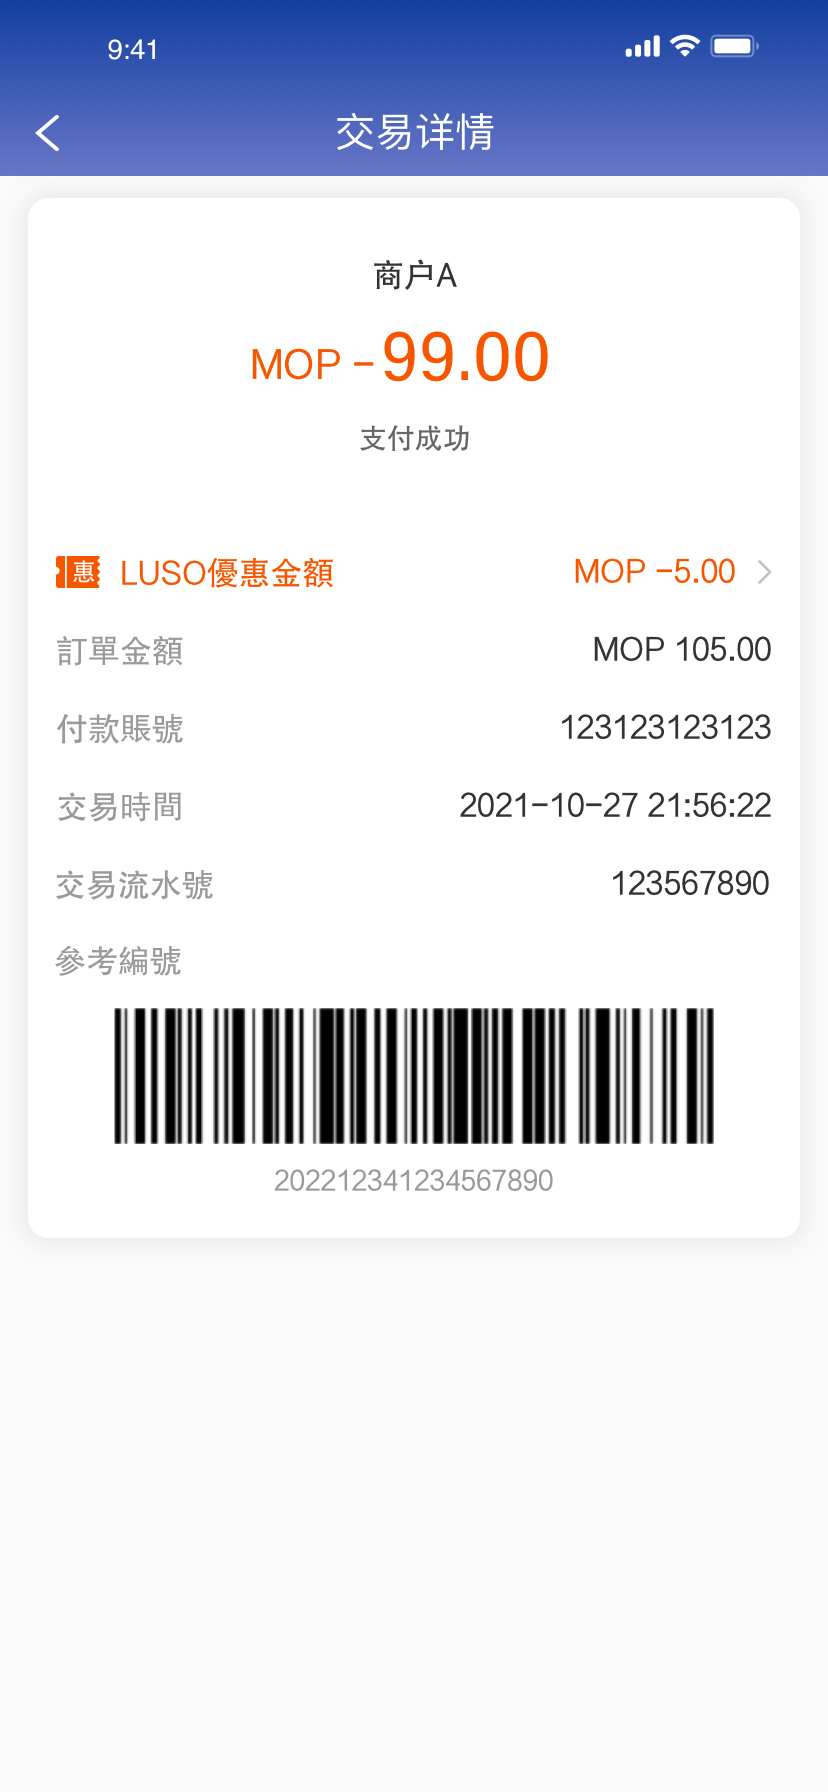 9:41
交易详情
商户A
MOP -99.00
支付成功
惠 LUSO優惠金額 MOP -5.00
訂單金額 MOP 105.00
付款賬號 123123123123
交易時間 2021-10-27 21:56:22
交易流水號 123567890
參考編號
202212341234567890